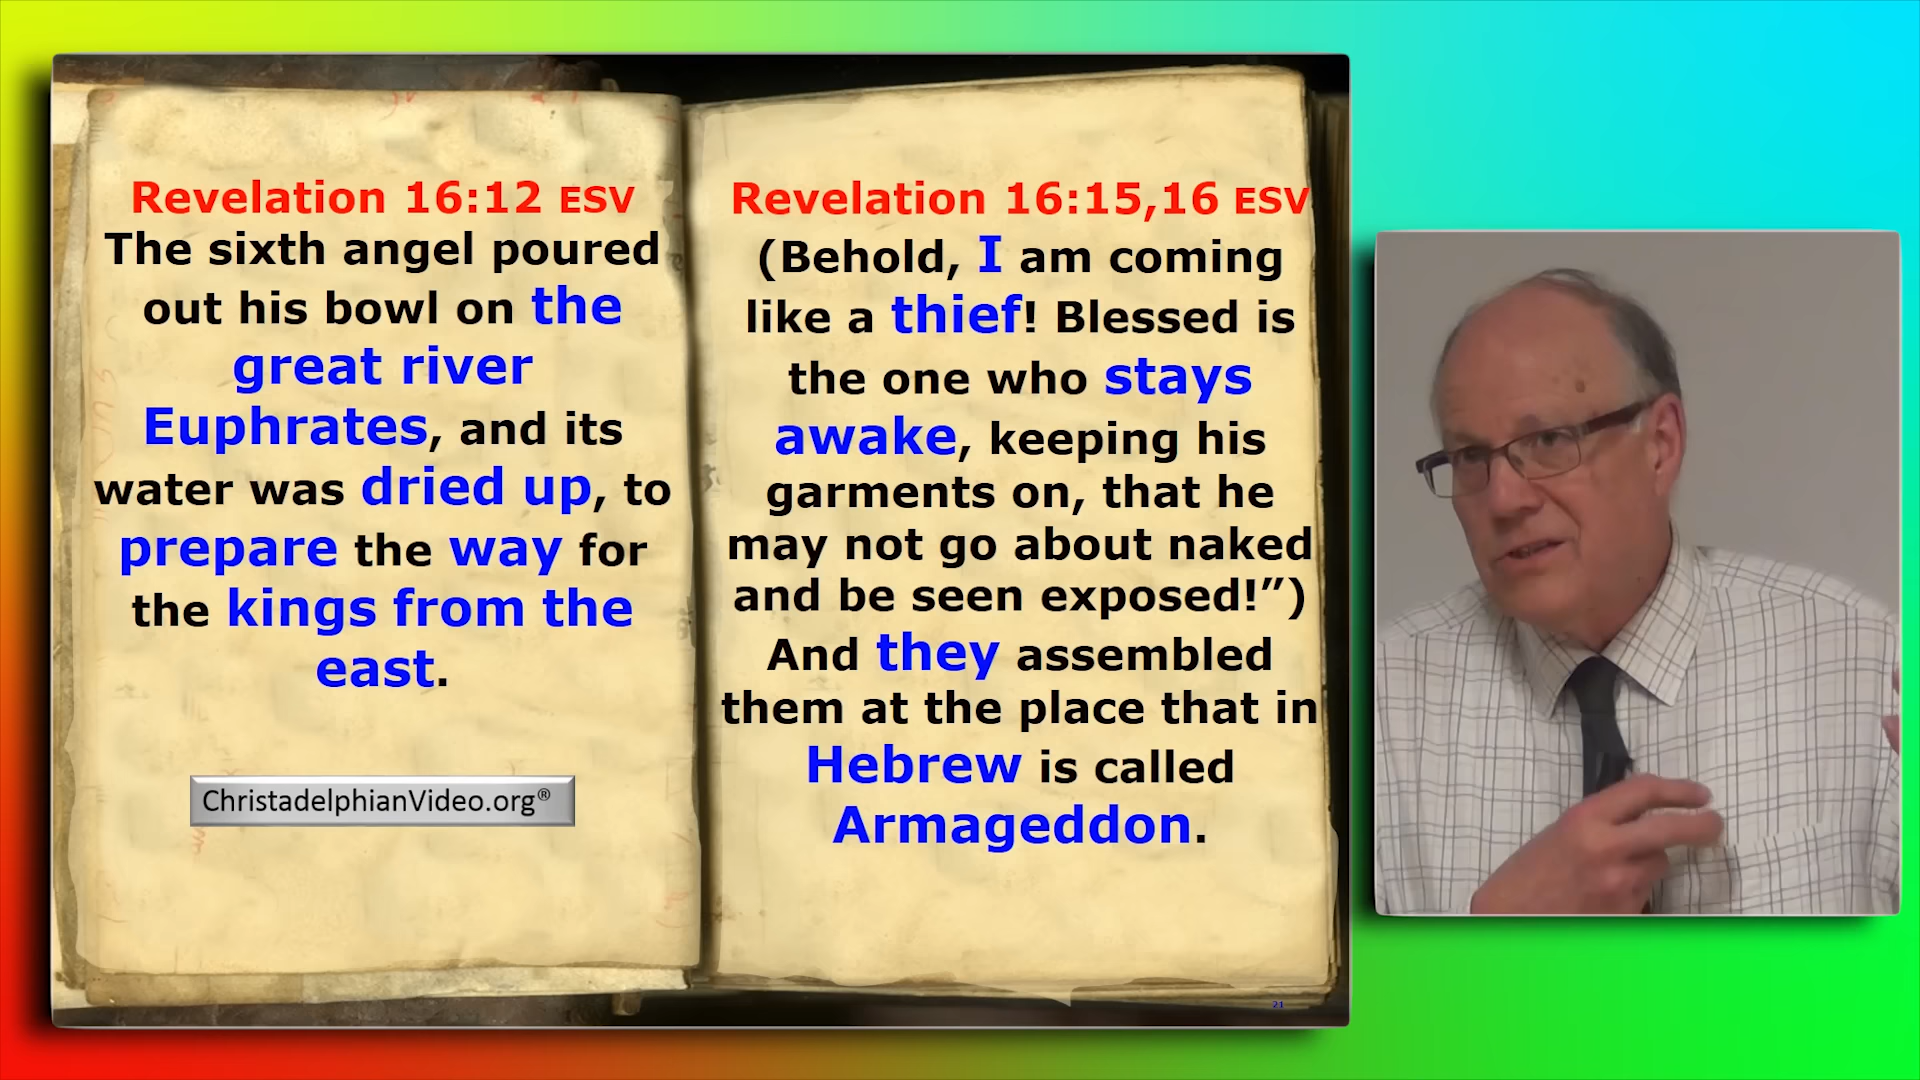 Revelation 16:12 ESV
The sixth angel poured
out his bowl on the
great river
Euphrates, and its
water was dried up, to
prepare the way for
the kings from the
east.
ChristadelphianVideo.org®
Revelation 16:15,16 ESV
(Behold, I am coming
like a thief! Blessed is
the one who stays
awake, keeping his
garments on, that he
may not go about naked
and be seen exposed!”)
And they assembled
them at the place that in
Hebrew is called
Armageddon.
21